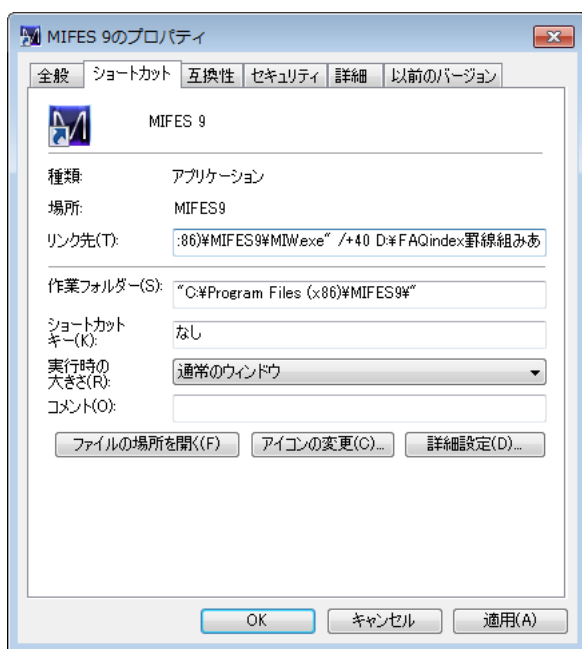 MIFES 9のプロパティ
全般 ショートカット 互換性 セキュリティ 詳細 以前のバージョン
MIFES 9
種類: アプリケーション
場所: MIFES9
リンク先(T): :86)¥MIFES9¥MIW.exe" /+40 D:¥FAQindex罫線組みあ
作業フォルダー(S): "C:¥Program Files (x86)¥MIFES9¥"
ショートカット
キー(K): なし
実行時の
大きさ(R): 通常のウィンドウ
コメント(O):
ファイルの場所を開く(F) アイコンの変更(C)... 詳細設定(D)...
OK キャンセル 適用(A)